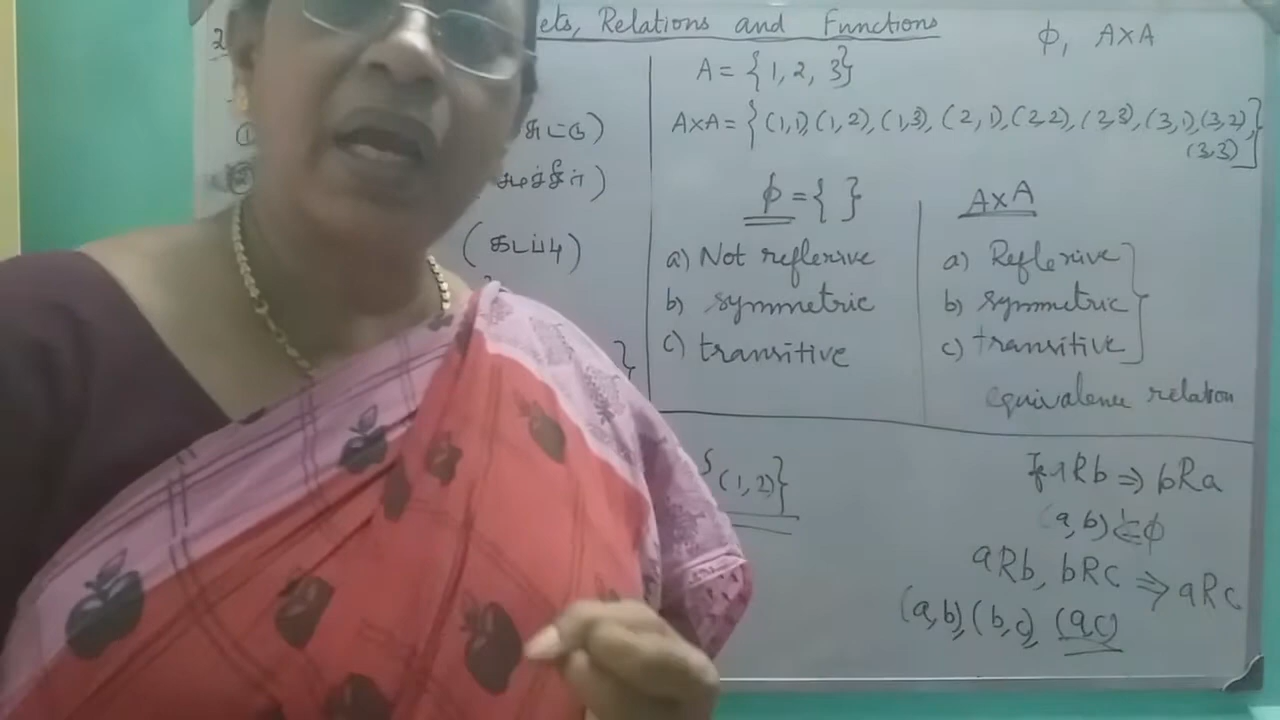 ets, Relations and Functions
φ, A×A
2
A = {1, 2, 3}
A×A = {(1,1), (1,2), (1,3), (2,1), (2,2), (2,3), (3,1), (3,2), (3,3)}
φ = { }
a) Not reflexive
b) symmetric
c) transitive
A×A
a) Reflexive
b) symmetric
c) transitive
equivalence relation
(1,2)}
If aRb ⇒ bRa
(a,b) ∈ φ
aRb, bRc ⇒ aRc
(a,b), (b,c), (ac)